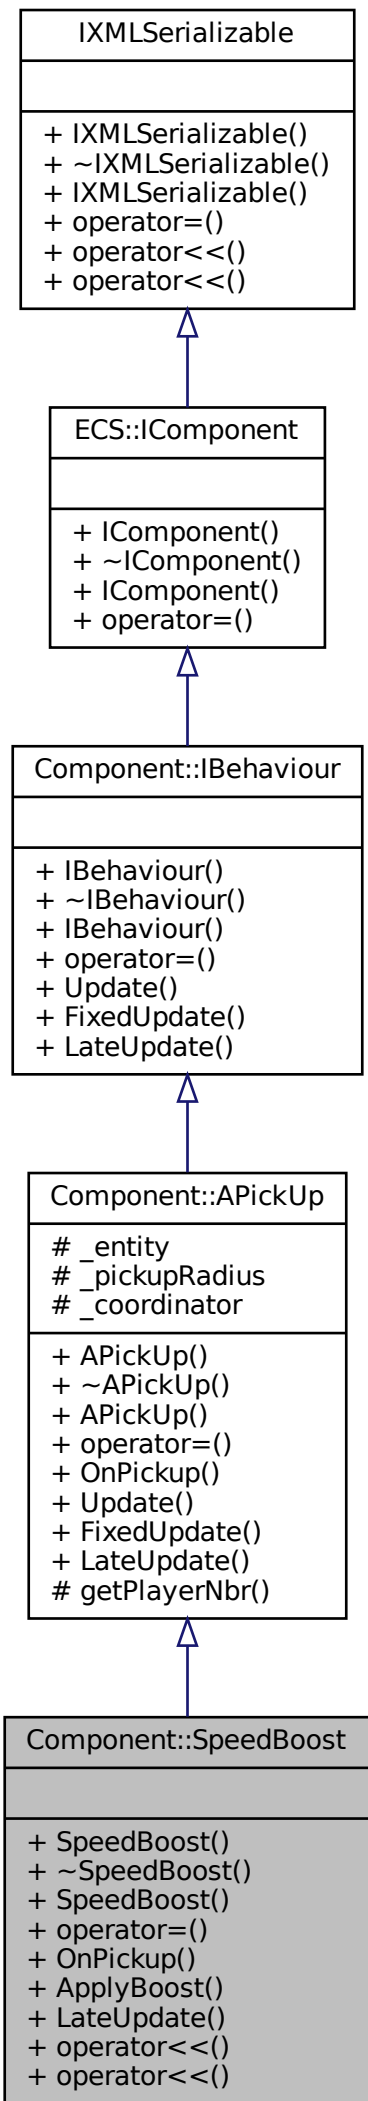 IXMLSerializable
+ IXMLSerializable()
+ ~IXMLSerializable()
+ IXMLSerializable()
+ operator=()
+ operator<<()
+ operator<<()
ECS::IComponent
+ IComponent()
+ ~IComponent()
+ IComponent()
+ operator=()
Component::IBehaviour
+ IBehaviour()
+ ~IBehaviour()
+ IBehaviour()
+ operator=()
+ Update()
+ FixedUpdate()
+ LateUpdate()
Component::APickUp
# _entity
# _pickupRadius
# _coordinator
+ APickUp()
+ ~APickUp()
+ APickUp()
+ operator=()
+ OnPickup()
+ Update()
+ FixedUpdate()
+ LateUpdate()
# getPlayerNbr()
Component::SpeedBoost
+ SpeedBoost()
+ ~SpeedBoost()
+ SpeedBoost()
+ operator=()
+ OnPickup()
+ ApplyBoost()
+ LateUpdate()
+ operator<<()
+ operator<<()